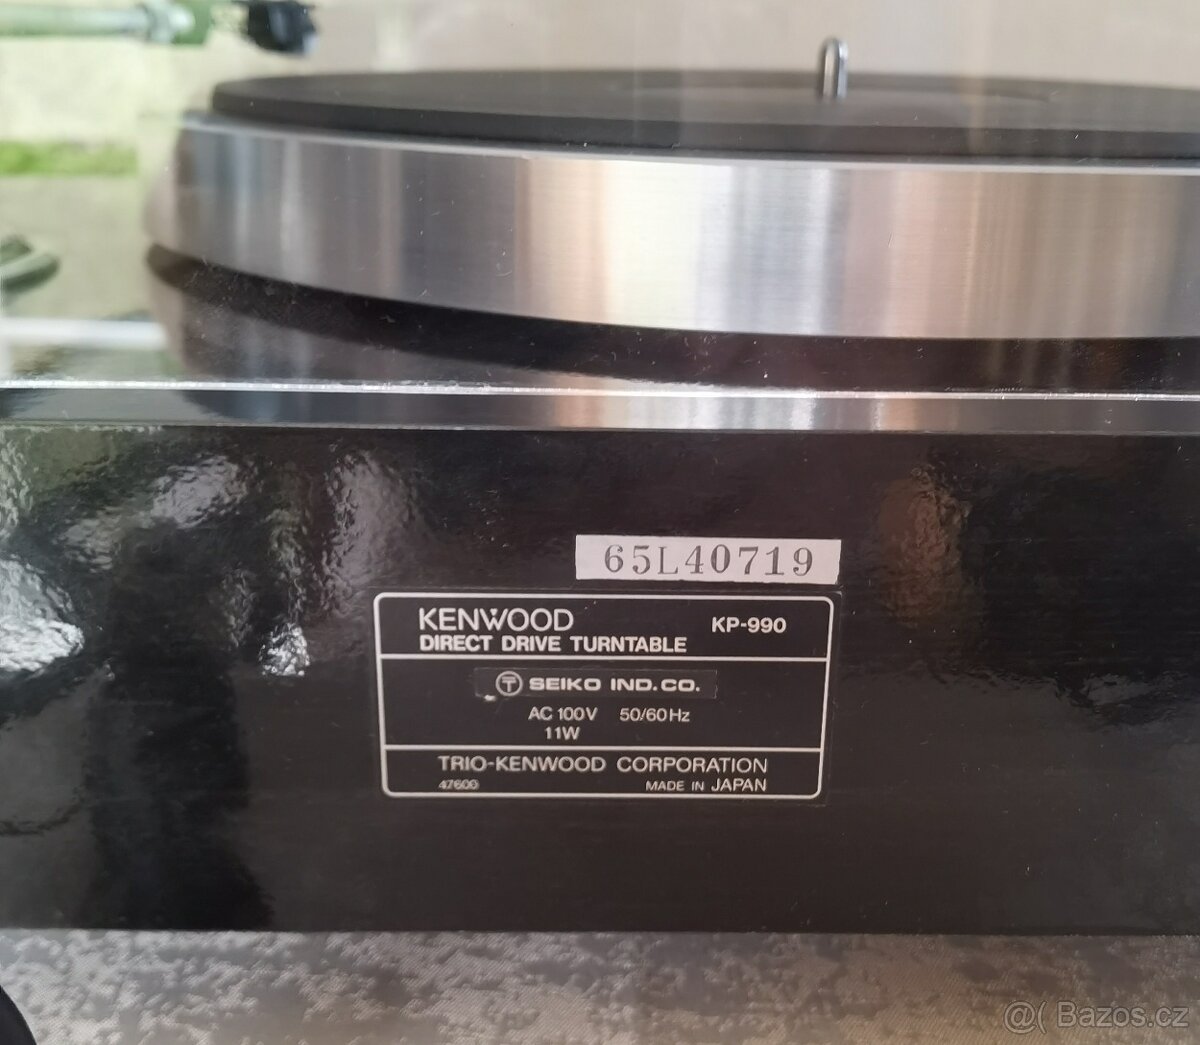 65L40719
KENWOOD KP-990
DIRECT DRIVE TURNTABLE
SEIKO IND. CO.
AC 100V 50/60Hz
11W
TRIO-KENWOOD CORPORATION
47600 MADE IN JAPAN
@( Bazos.cz